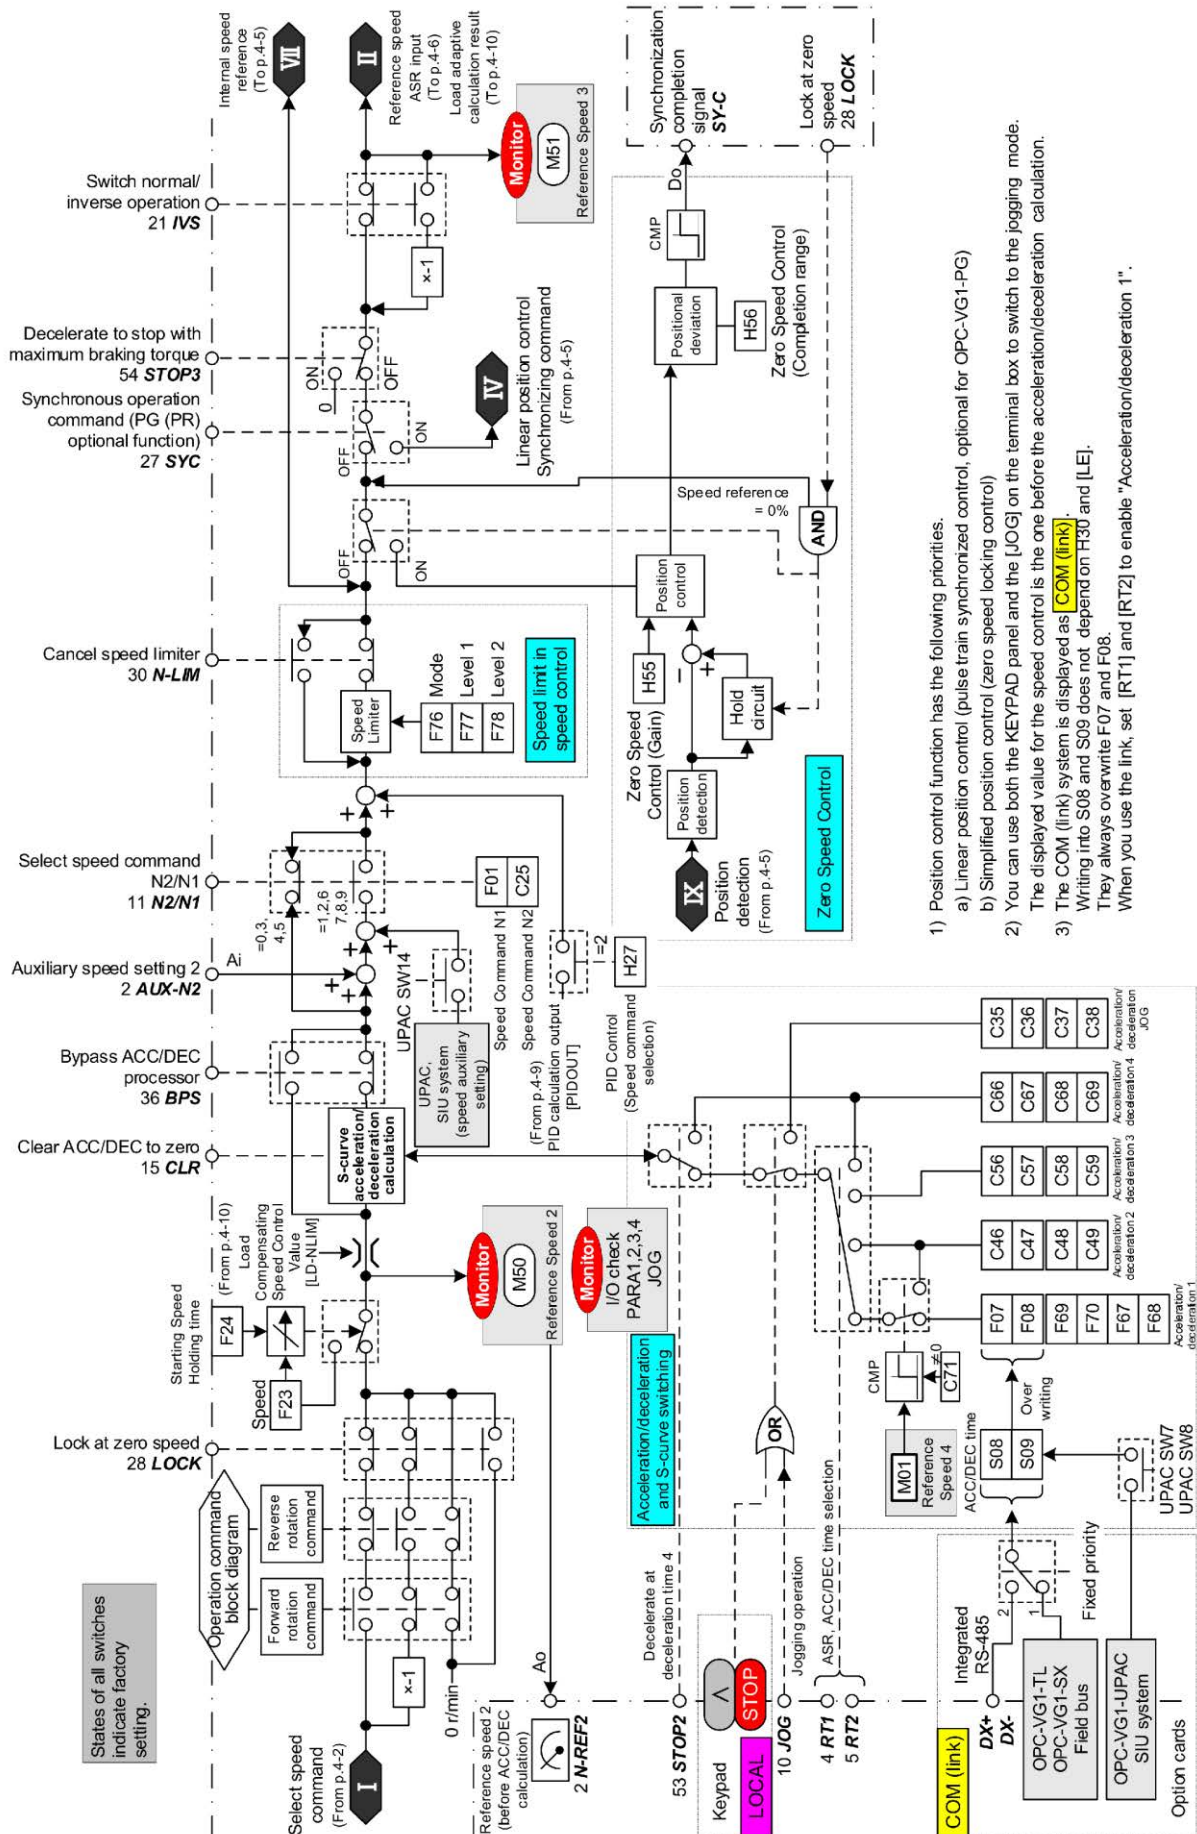 States of all switches
indicate factory
setting.
Operation command
block diagram
Forward
rotation
command
Reverse
rotation
command
Select speed
command
(From p.4-2)
I
×-1
0 r/min
Lock at zero speed
28 LOCK
Speed
F23
F24
Starting Speed
Holding time
(From p.4-10)
Load
Compensating
Speed Control
Value
[LD-NLIM]
Clear ACC/DEC to zero
15 CLR
S-curve
acceleration/
deceleration
calculation
Bypass ACC/DEC
processor
36 BPS
Auxiliary speed setting 2
2 AUX-N2
Ai
+
+
+
+
UPAC SW14
UPAC,
SIU system
(speed auxiliary
setting)
Select speed command
N2/N1
11 N2/N1
=0,3,
4,5
=1,2,6
7,8,9
F01
C25
Speed Command N1
Speed Command N2
(From p.4-9)
PID calculation output
[PIDOUT]
=2
H27
PID Control
(Speed command
selection)
+
+
Cancel speed limiter
30 N-LIM
Speed
Limiter
F76
F77
F78
Mode
Level 1
Level 2
Speed limit in
speed control
OFF
ON
Synchronous operation
command (PG (PR)
optional function)
27 SYC
OFF
ON
IV
Linear position control
Synchronizing command
(From p.4-5)
Decelerate to stop with
maximum braking torque
54 STOP3
0
ON
OFF
Switch normal/
inverse operation
21 IVS
×-1
Internal speed
reference
(To p.4-5)
VII
II
Reference speed
ASR input
(To p.4-6)
Load adaptive
calculation result
(To p.4-10)
Monitor
M51
Reference Speed 3
Reference speed 2
(before ACC/DEC
calculation)
2 N-REF2
Ao
Monitor
M50
Reference Speed 2
Monitor
I/O check
PARA1,2,3,4
JOG
Acceleration/deceleration
and S-curve switching
53 STOP2
Decelerate at
deceleration time 4
Keypad
LOCAL
∧
STOP
10 JOG
Jogging operation
OR
4 RT1
5 RT2
ASR, ACC/DEC time selection
CMP
M01
Reference
Speed 4
≠0
C71
ACC/DEC time
S08
S09
Over
writing
F07
F08
F69
F70
F67
F68
Acceleration/
deceleration 1
C46
C47
C48
C49
Acceleration/
deceleration 2
C56
C57
C58
C59
Acceleration/
deceleration 3
C66
C67
C68
C69
Acceleration/
deceleration 4
C35
C36
C37
C38
Acceleration/
deceleration
JOG
UPAC SW7
UPAC SW8
COM (link)
DX+
DX-
Integrated
RS-485
2
1
Fixed priority
OPC-VG1-TL
OPC-VG1-SX
Field bus
OPC-VG1-UPAC
SIU system
Option cards
IX
Position
detection
(From p.4-5)
Position
detection
Zero Speed
Control (Gain)
H55
Hold
circuit
−
+
Position
control
Zero Speed Control
Speed reference
= 0%
AND
Positional
deviation
H56
Zero Speed Control
(Completion range)
CMP
Do
Synchronization
completion
signal
SY-C
Lock at zero
speed
28 LOCK
1) Position control function has the following priorities.
a) Linear position control (pulse train synchronized control, optional for OPC-VG1-PG)
b) Simplified position control (zero speed locking control)
2) You can use both the KEYPAD panel and the [JOG] on the terminal box to switch to the jogging mode.
The displayed value for the speed control is the one before the acceleration/deceleration calculation.
3) The COM (link) system is displayed as COM (link).
Writing into S08 and S09 does not depend on H30 and [LE].
They always overwrite F07 and F08.
When you use the link, set [RT1] and [RT2] to enable "Acceleration/deceleration 1".